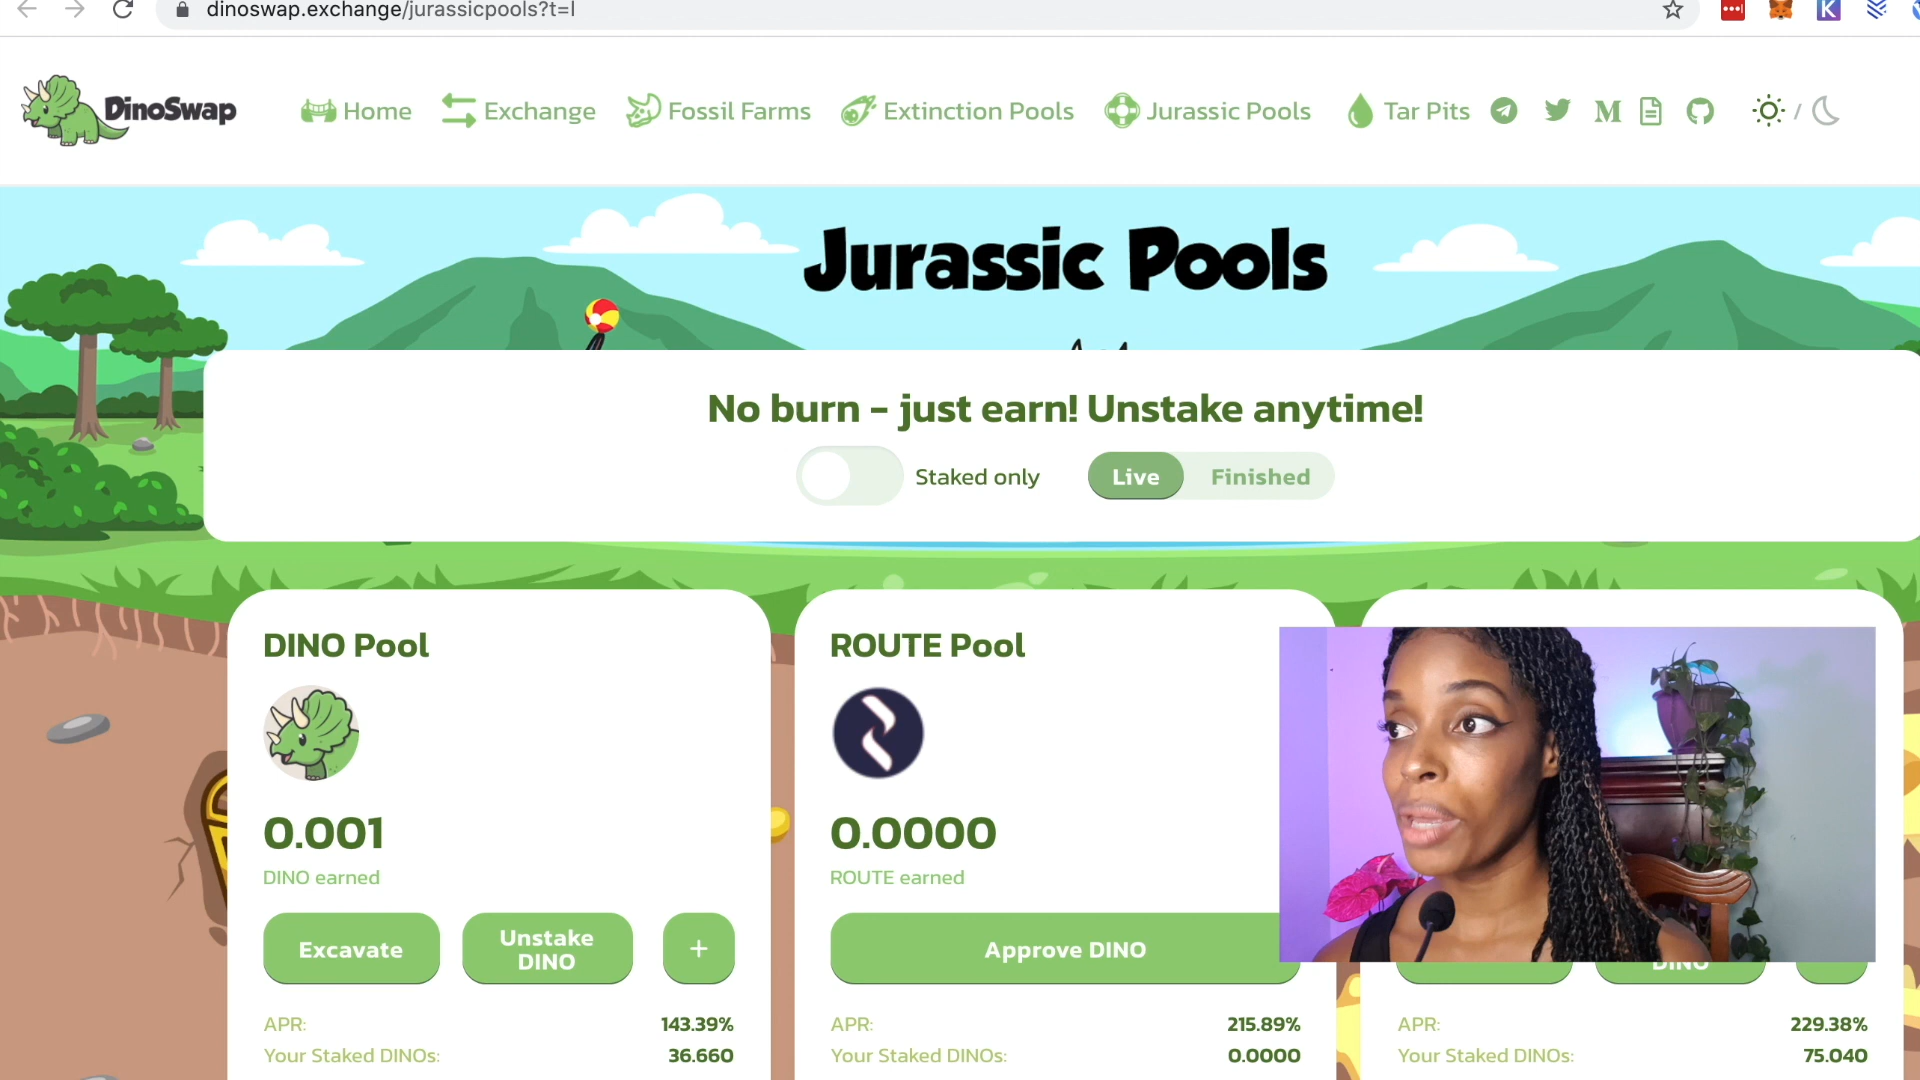 dinoswap.exchange/jurassicpools?t=l
DinoSwap
Home
Exchange
Fossil Farms
Extinction Pools
Jurassic Pools
Tar Pits
M
/
K
Jurassic Pools
No burn - just earn! Unstake anytime!
Staked only
Live
Finished
DINO Pool
0.001
DINO earned
Excavate
Unstake
DINO
+
APR:
143.39%
Your Staked DINOs:
36.660
ROUTE Pool
0.0000
ROUTE earned
Approve DINO
APR:
215.89%
Your Staked DINOs:
0.0000
DINO
APR:
229.38%
Your Staked DINOs:
75.040